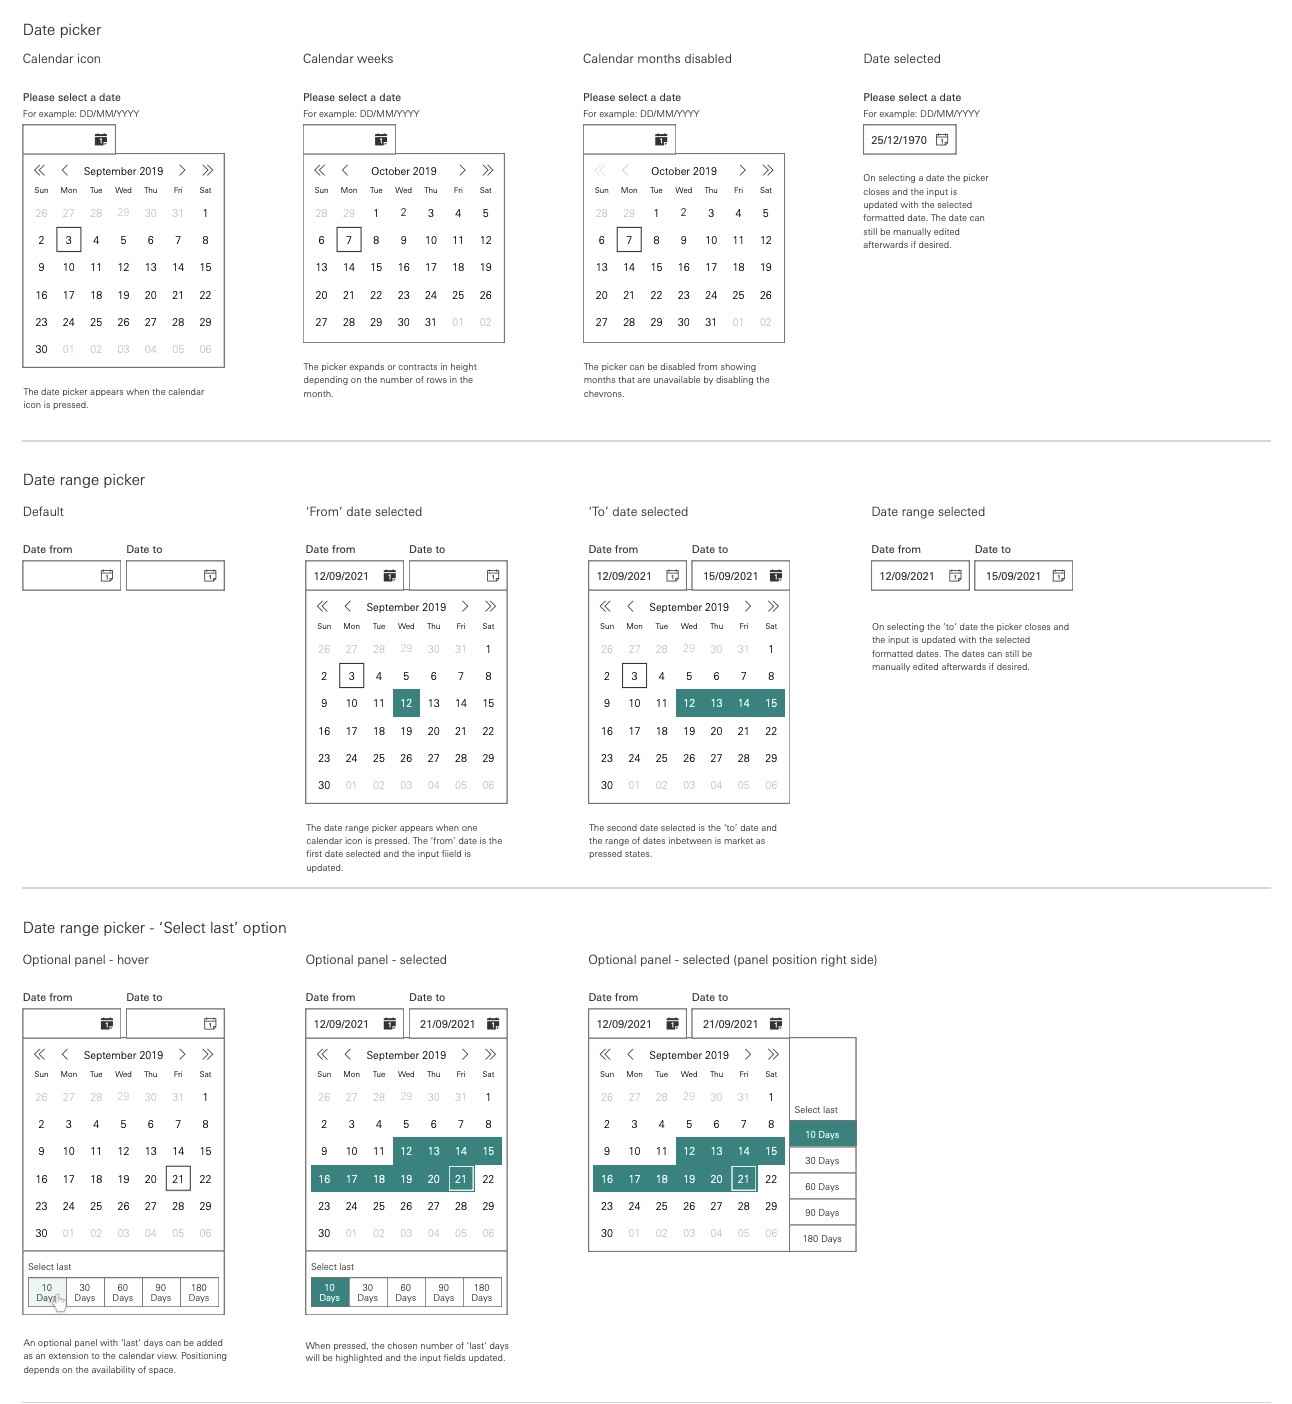 Date picker
Calendar icon
Please select a date
For example: DD/MM/YYYY
September 2019
Sun Mon Tue Wed Thu Fri Sat
26 27 28 29 30 31 1
2 3 4 5 6 7 8
9 10 11 12 13 14 15
16 17 18 19 20 21 22
23 24 25 26 27 28 29
30 01 02 03 04 05 06
The date picker appears when the calendar
icon is pressed.
Calendar weeks
Please select a date
For example: DD/MM/YYYY
October 2019
Sun Mon Tue Wed Thu Fri Sat
28 29 1 2 3 4 5
6 7 8 9 10 11 12
13 14 15 16 17 18 19
20 21 22 23 24 25 26
27 28 29 30 31 01 02
The picker expands or contracts in height
depending on the number of rows in the
month.
Calendar months disabled
Please select a date
For example: DD/MM/YYYY
October 2019
Sun Mon Tue Wed Thu Fri Sat
28 29 1 2 3 4 5
6 7 8 9 10 11 12
13 14 15 16 17 18 19
20 21 22 23 24 25 26
27 28 29 30 31 01 02
The picker can be disabled from showing
months that are unavailable by disabling the
chevrons.
Date selected
Please select a date
For example: DD/MM/YYYY
25/12/1970
On selecting a date the picker
closes and the input is
updated with the selected
formatted date. The date can
still be manually edited
afterwards if desired.
Date range picker
Default
Date from Date to
‘From’ date selected
Date from Date to
12/09/2021
September 2019
Sun Mon Tue Wed Thu Fri Sat
26 27 28 29 30 31 1
2 3 4 5 6 7 8
9 10 11 12 13 14 15
16 17 18 19 20 21 22
23 24 25 26 27 28 29
30 01 02 03 04 05 06
The date range picker appears when one
calendar icon is pressed. The ‘from’ date is the
first date selected and the input fiield is
updated.
‘To’ date selected
Date from Date to
12/09/2021 15/09/2021
September 2019
Sun Mon Tue Wed Thu Fri Sat
26 27 28 29 30 31 1
2 3 4 5 6 7 8
9 10 11 12 13 14 15
16 17 18 19 20 21 22
23 24 25 26 27 28 29
30 01 02 03 04 05 06
The second date selected is the ‘to’ date and
the range of dates inbetween is market as
pressed states.
Date range selected
Date from Date to
12/09/2021 15/09/2021
On selecting the ‘to’ date the picker closes and
the input is updated with the selected
formatted dates. The dates can still be
manually edited afterwards if desired.
Date range picker - ‘Select last’ option
Optional panel - hover
Date from Date to
September 2019
Sun Mon Tue Wed Thu Fri Sat
26 27 28 29 30 31 1
2 3 4 5 6 7 8
9 10 11 12 13 14 15
16 17 18 19 20 21 22
23 24 25 26 27 28 29
30 01 02 03 04 05 06
Select last
10 30 60 90 180
Days Days Days Days Days
An optional panel with ‘last’ days can be added
as an extension to the calendar view. Positioning
depends on the availability of space.
Optional panel - selected
Date from Date to
12/09/2021 21/09/2021
September 2019
Sun Mon Tue Wed Thu Fri Sat
26 27 28 29 30 31 1
2 3 4 5 6 7 8
9 10 11 12 13 14 15
16 17 18 19 20 21 22
23 24 25 26 27 28 29
30 01 02 03 04 05 06
Select last
10 30 60 90 180
Days Days Days Days Days
When pressed, the chosen number of ‘last’ days
will be highlighted and the input fields updated.
Optional panel - selected (panel position right side)
Date from Date to
12/09/2021 21/09/2021
September 2019
Sun Mon Tue Wed Thu Fri Sat
26 27 28 29 30 31 1
2 3 4 5 6 7 8
9 10 11 12 13 14 15
16 17 18 19 20 21 22
23 24 25 26 27 28 29
30 01 02 03 04 05 06
Select last
10 Days
30 Days
60 Days
90 Days
180 Days